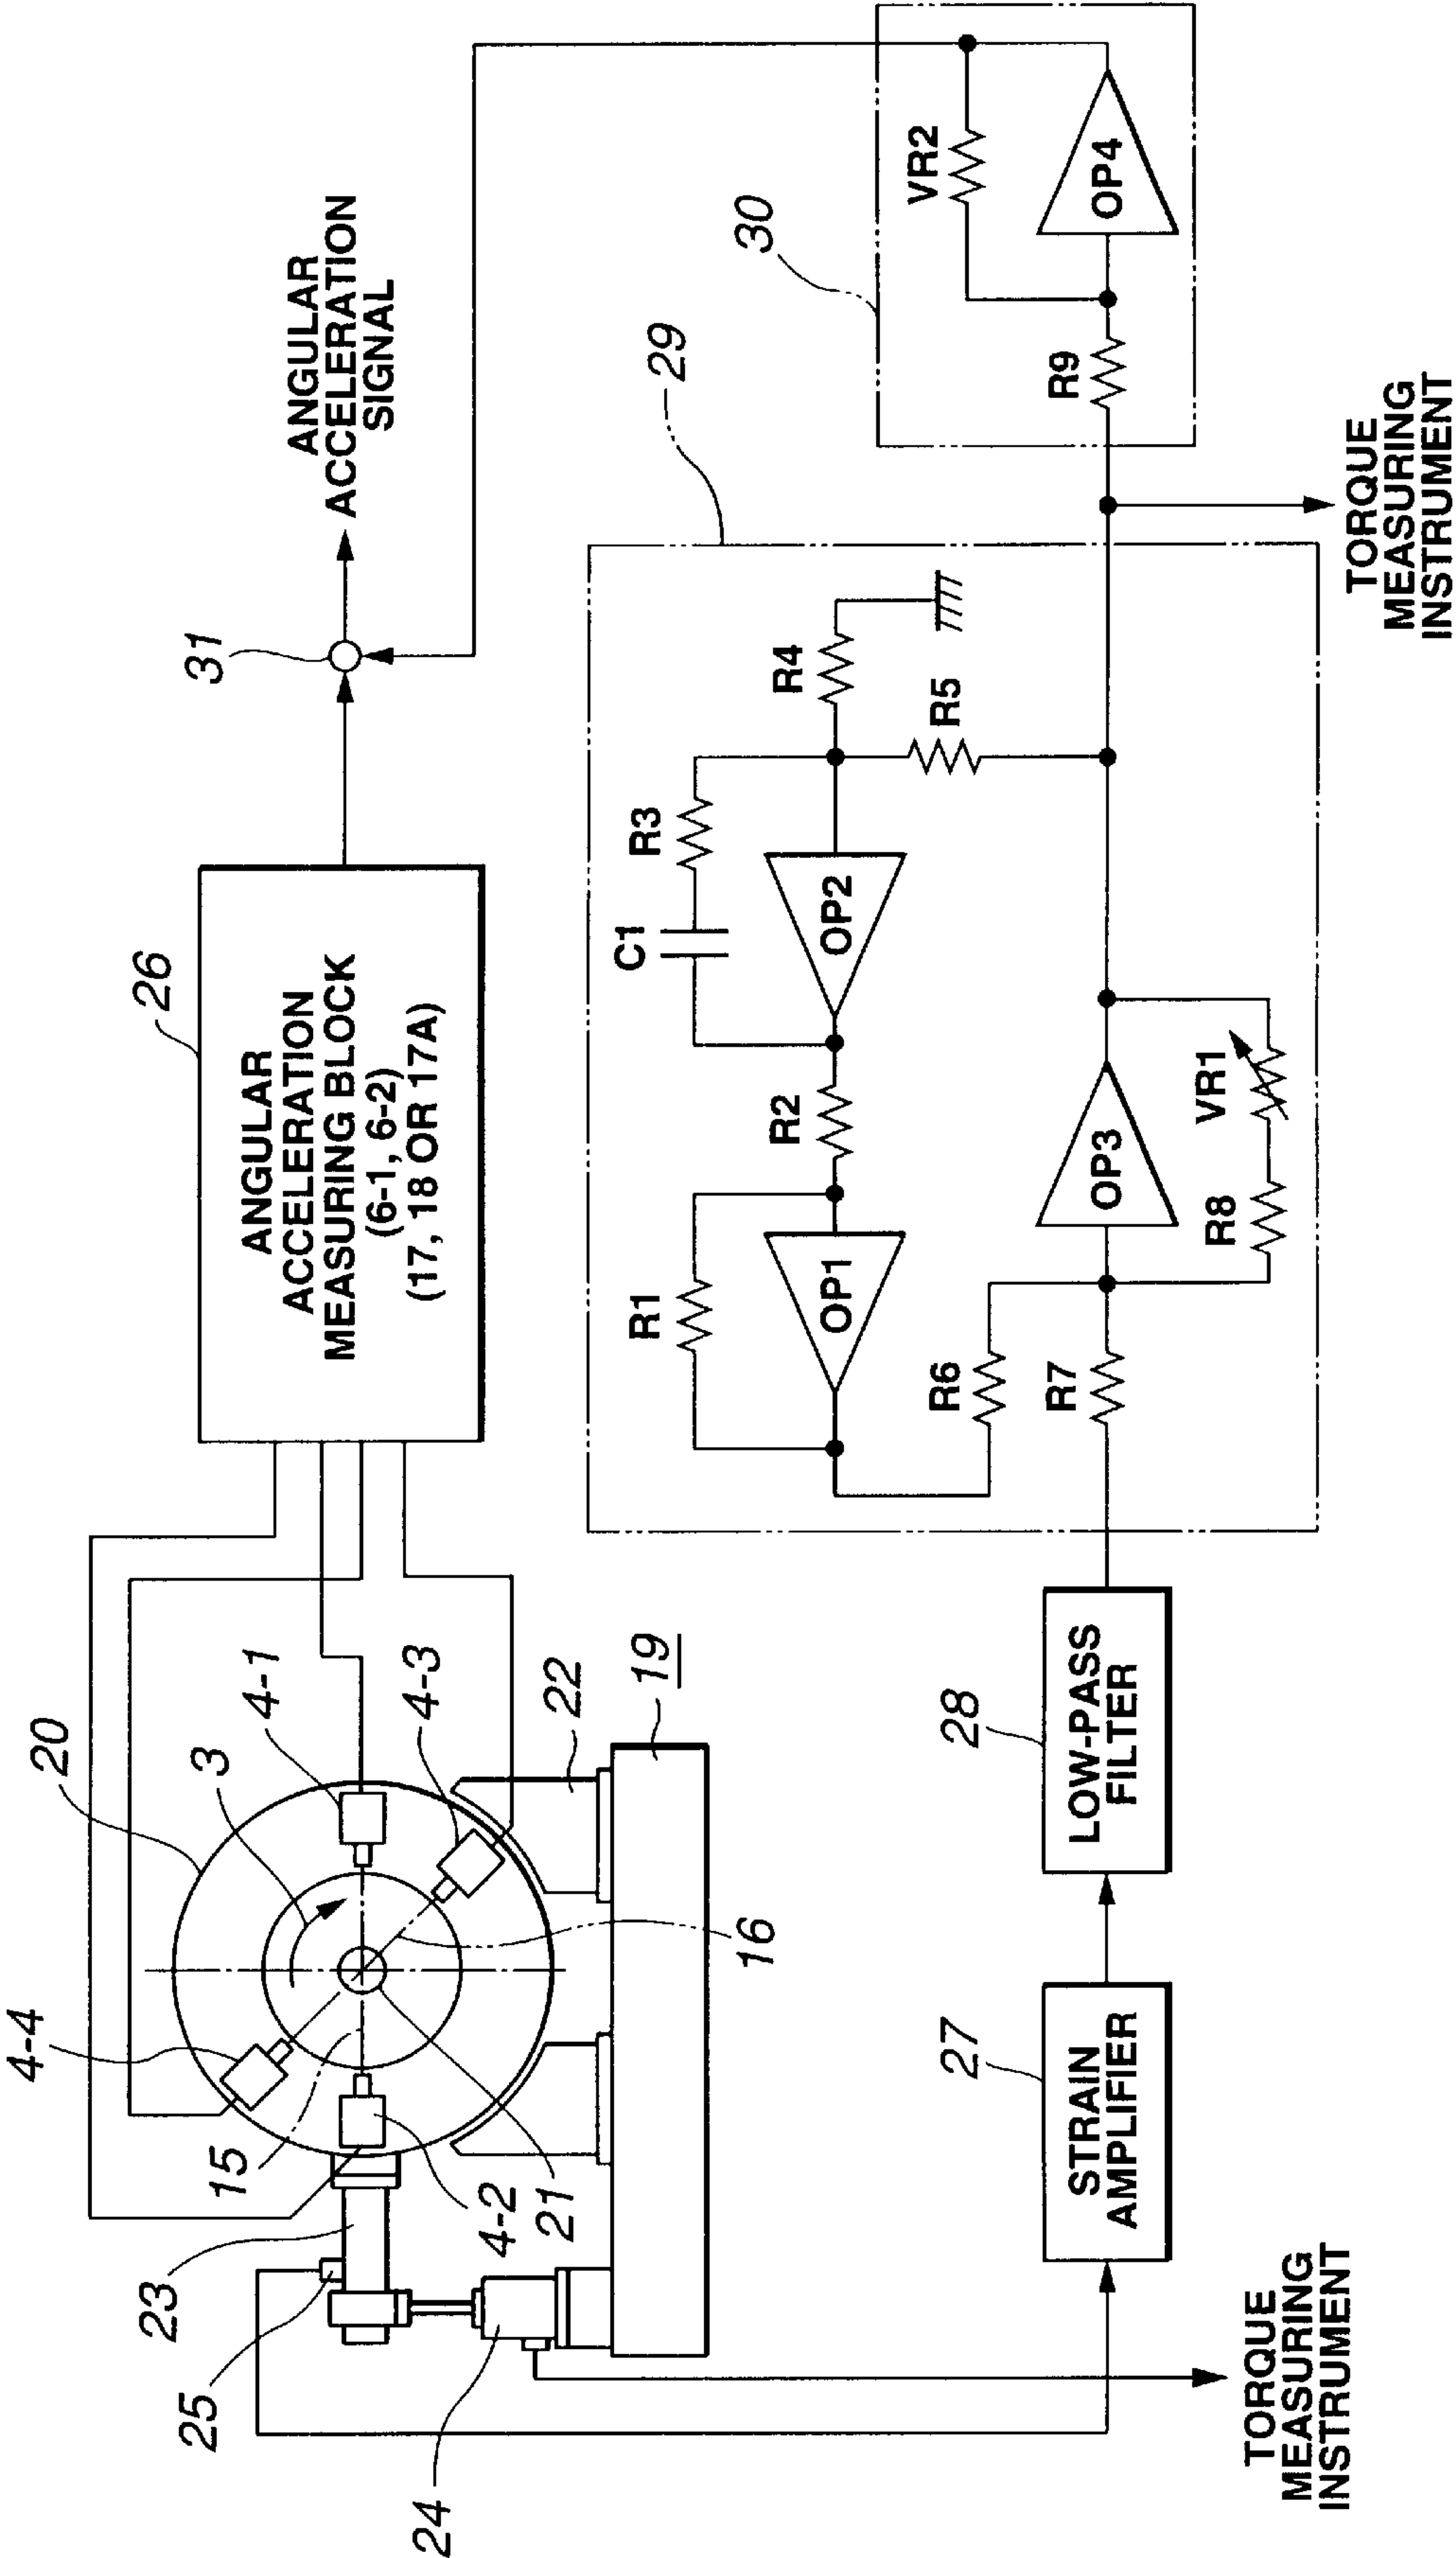 20
3
4-1
4-3
22
19
16
4-4
15
21
4-2
23
25
24
26
ANGULAR
ACCELERATION
MEASURING BLOCK
(6-1, 6-2)
(17, 18 OR 17A)
31
ANGULAR
ACCELERATION
SIGNAL
TORQUE
MEASURING
INSTRUMENT
27
STRAIN
AMPLIFIER
28
LOW-PASS
FILTER
29
R1
OP1
R2
C1
R3
OP2
R4
R5
R6
R7
OP3
R8
VR1
30
VR2
R9
OP4
TORQUE
MEASURING
INSTRUMENT